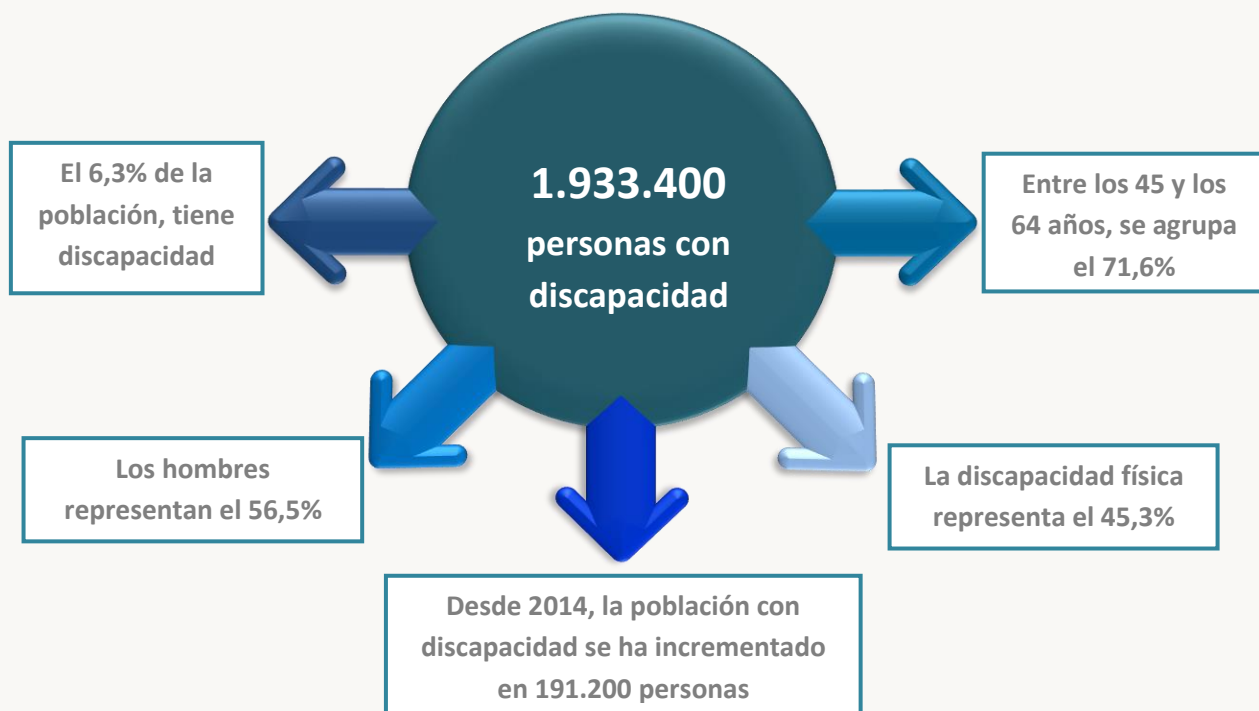 1.933.400
personas con
discapacidad
El 6,3% de la
población, tiene
discapacidad
Entre los 45 y los
64 años, se agrupa
el 71,6%
Los hombres
representan el 56,5%
La discapacidad física
representa el 45,3%
Desde 2014, la población con
discapacidad se ha incrementado
en 191.200 personas